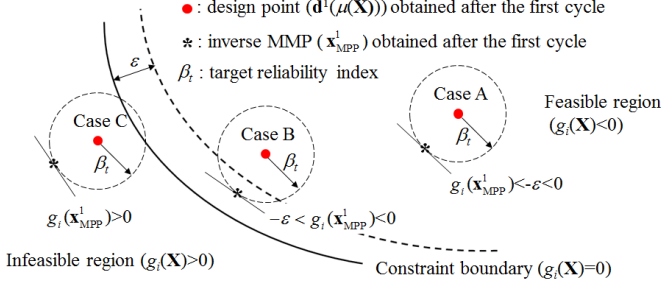 ● : design point (d¹(μ(X))) obtained after the first cycle
* : inverse MMP (x¹MPP) obtained after the first cycle
βt : target reliability index
ε
Case A
Case B
Case C
βt
βt
βt
Feasible region
(gi(X)<0)
gi(x¹MPP)<-ε<0
−ε < gi(x¹MPP)<0
gi(x¹MPP)>0
Infeasible region (gi(X)>0)
Constraint boundary (gi(X)=0)